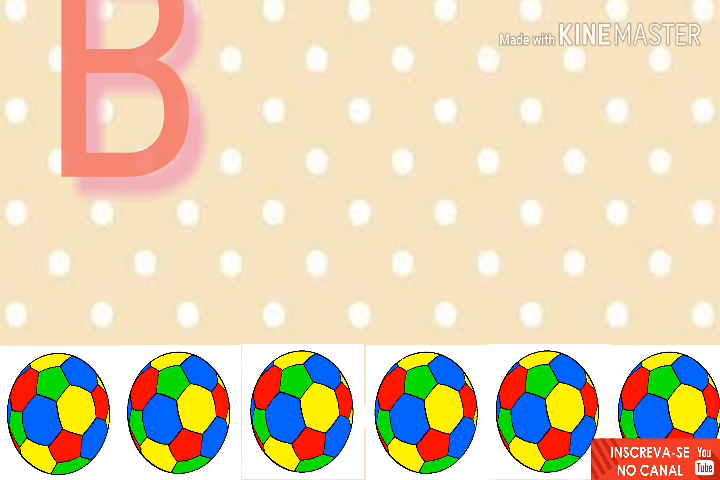 B
Made with KINEMASTER
INSCREVA-SE
NO CANAL
You
Tube